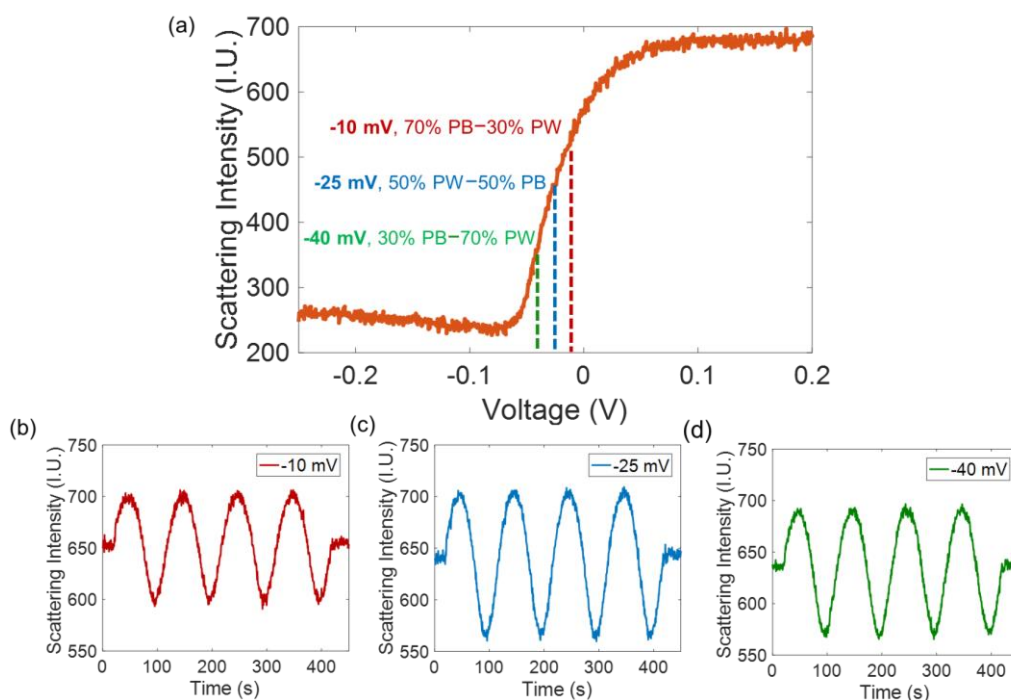 (a)
Scattering Intensity (I.U.)
700
600
500
400
300
200
-10 mV, 70% PB−30% PW
-25 mV, 50% PW−50% PB
-40 mV, 30% PB−70% PW
-0.2 -0.1 0 0.1 0.2
Voltage (V)
(b)
Scattering Intensity (I.U.)
750
700
650
600
550
-10 mV
0 100 200 300 400
Time (s)
(c)
Scattering Intensity (I.U.)
750
700
650
600
550
-25 mV
0 100 200 300 400
Time (s)
(d)
Scattering Intensity (I.U.)
750
700
650
600
550
-40 mV
0 100 200 300 400
Time (s)